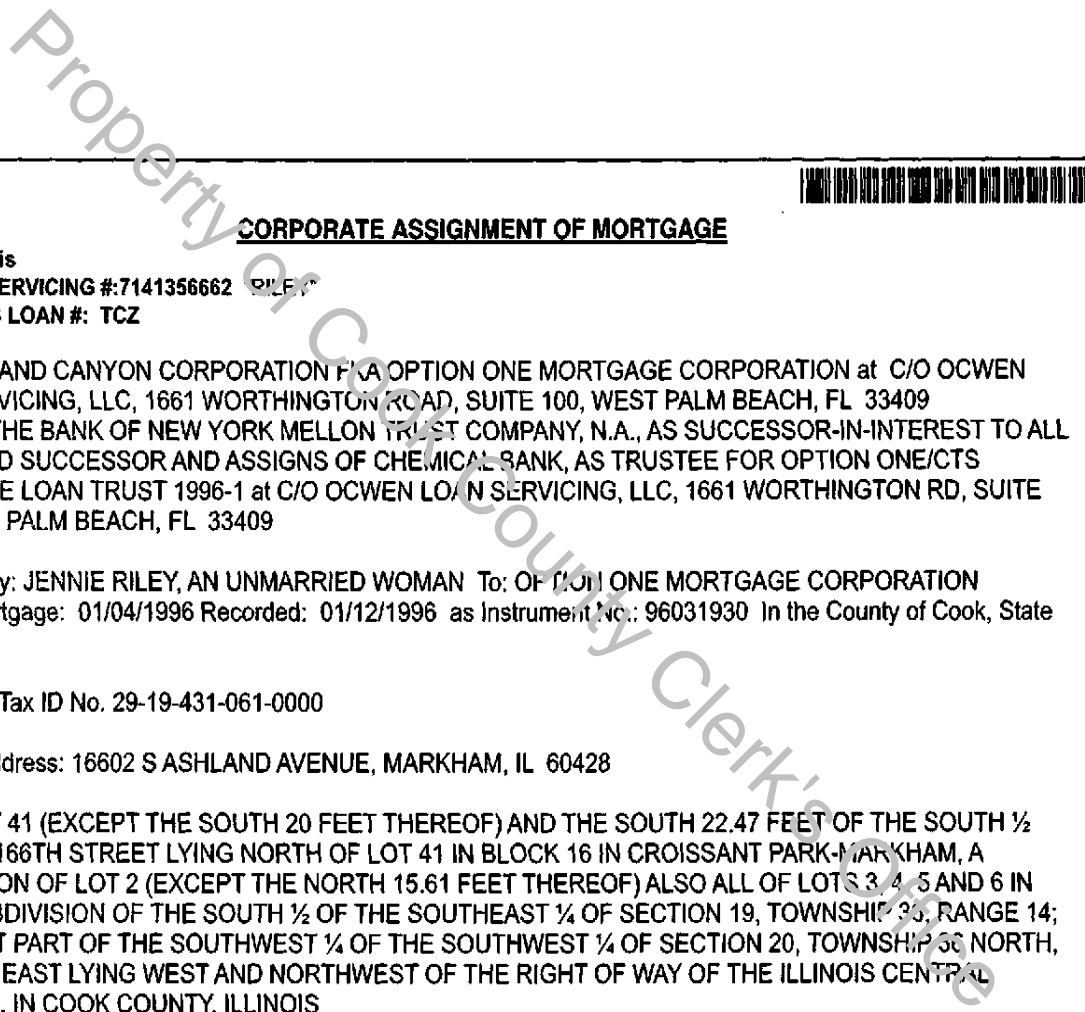 Property of Cook County Clerk's Office
CORPORATE ASSIGNMENT OF MORTGAGE
is
ERVICING #:7141356662 "RILEY"
LOAN #: TCZ
AND CANYON CORPORATION FKA OPTION ONE MORTGAGE CORPORATION at C/O OCWEN
VICING, LLC, 1661 WORTHINGTON ROAD, SUITE 100, WEST PALM BEACH, FL 33409
THE BANK OF NEW YORK MELLON TRUST COMPANY, N.A., AS SUCCESSOR-IN-INTEREST TO ALL
D SUCCESSOR AND ASSIGNS OF CHEMICAL BANK, AS TRUSTEE FOR OPTION ONE/CTS
E LOAN TRUST 1996-1 at C/O OCWEN LOAN SERVICING, LLC, 1661 WORTHINGTON RD, SUITE
PALM BEACH, FL 33409
y: JENNIE RILEY, AN UNMARRIED WOMAN To: OPTION ONE MORTGAGE CORPORATION
tgage: 01/04/1996 Recorded: 01/12/1996 as Instrument No.: 96031930 In the County of Cook, State
Tax ID No. 29-19-431-061-0000
ddress: 16602 S ASHLAND AVENUE, MARKHAM, IL 60428
T 41 (EXCEPT THE SOUTH 20 FEET THEREOF) AND THE SOUTH 22.47 FEET OF THE SOUTH ½
166TH STREET LYING NORTH OF LOT 41 IN BLOCK 16 IN CROISSANT PARK-MARKHAM, A
ON OF LOT 2 (EXCEPT THE NORTH 15.61 FEET THEREOF) ALSO ALL OF LOTS 3, 4, 5 AND 6 IN
BDIVISION OF THE SOUTH ½ OF THE SOUTHEAST ¼ OF SECTION 19, TOWNSHIP 36, RANGE 14;
T PART OF THE SOUTHWEST ¼ OF THE SOUTHWEST ¼ OF SECTION 20, TOWNSHIP 36 NORTH,
EAST LYING WEST AND NORTHWEST OF THE RIGHT OF WAY OF THE ILLINOIS CENTRAL
, IN COOK COUNTY, ILLINOIS